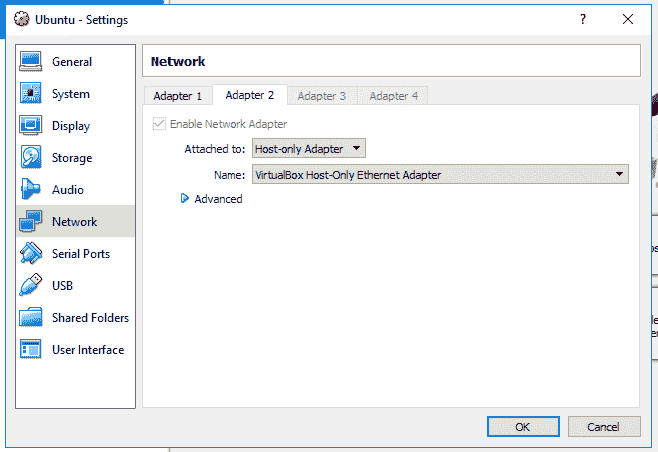 Ubuntu - Settings
?
General
System
Display
Storage
Audio
Network
Serial Ports
USB
Shared Folders
User Interface
Network
Adapter 1 Adapter 2 Adapter 3 Adapter 4
Enable Network Adapter
Attached to: Host-only Adapter
Name: VirtualBox Host-Only Ethernet Adapter
Advanced
OK Cancel